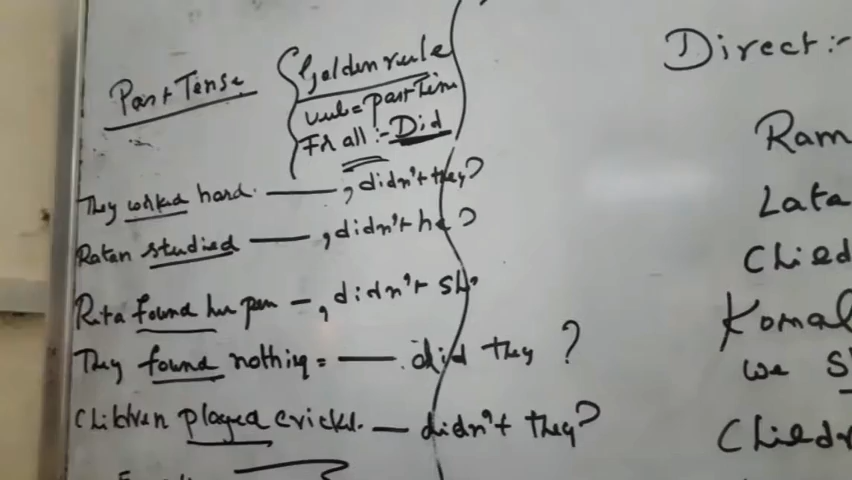 Past Tense
Golden rule
verb = past Tense
For all :- Did
They worked hard. ——, didn't they?
Ratan studied ——, didn't he?
Rita found her pen —, didn't she
They found nothing = —— did they ?
Children played cricket. — didn't they?
Direct :-
Ram
Lata
Komal
we S